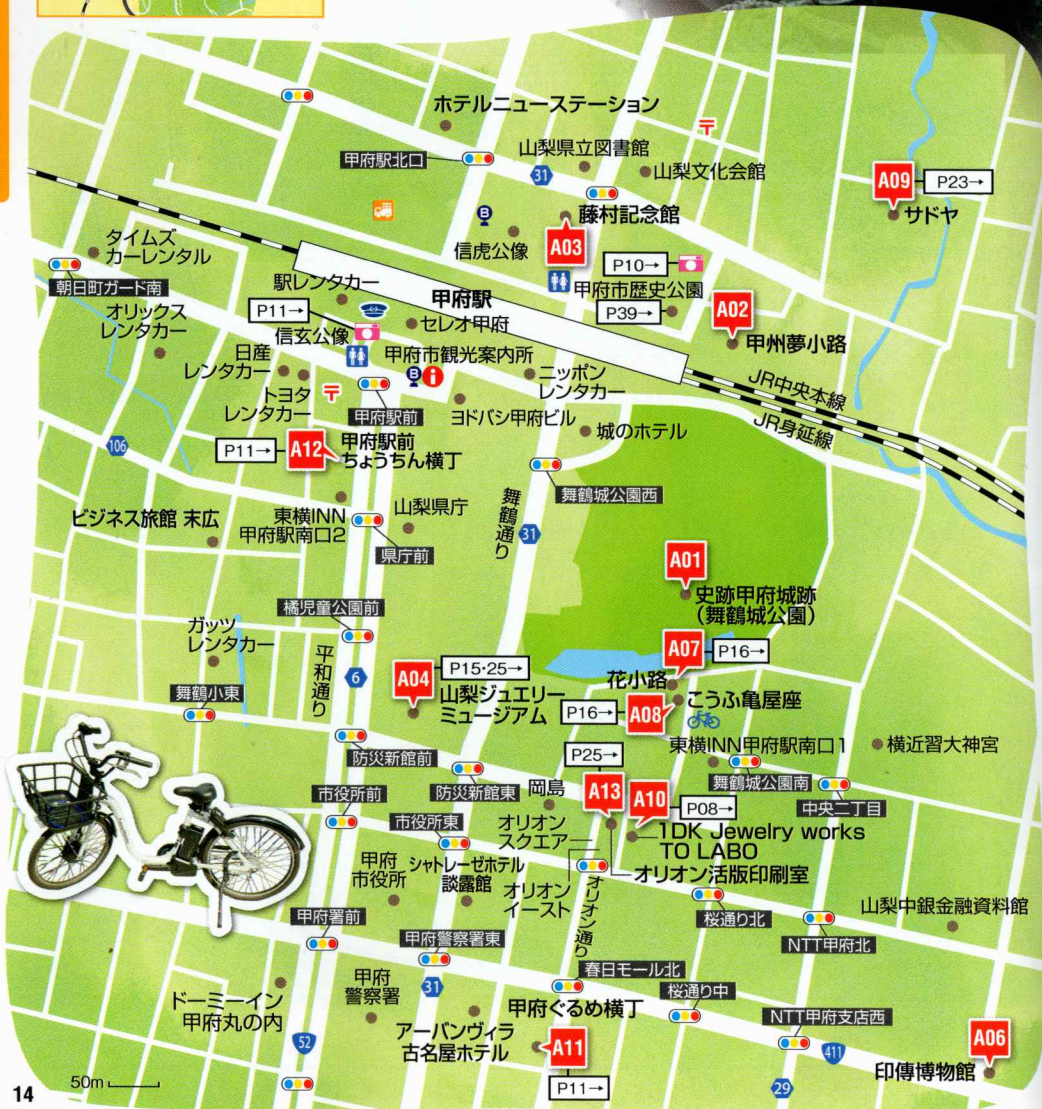 ホテルニューステーション
〒
甲府駅北口
31
山梨県立図書館
山梨文化会館
A09
P23→
サドヤ
藤村記念館
A03
B
信虎公像
タイムズ
カーレンタル
朝日町ガード南
オリックス
レンタカー
駅レンタカー
甲府駅
P10→
甲府市歴史公園
P39→
A02
甲州夢小路
P11→
信玄公像
セレオ甲府
日産
レンタカー
甲府市観光案内所
B
i
ニッポン
レンタカー
トヨタ
レンタカー
〒
甲府駅前
ヨドバシ甲府ビル
城のホテル
JR中央本線
JR身延線
106
P11→
A12
甲府駅前
ちょうちん横丁
舞鶴城公園西
ビジネス旅館 末広
東横INN
甲府駅南口2
山梨県庁
県庁前
舞鶴通り
31
A01
史跡甲府城跡
(舞鶴城公園)
橘児童公園前
ガッツ
レンタカー
平和通り
6
A04
P15・25→
山梨ジュエリー
ミュージアム
A07
P16→
花小路
P16→
A08
こうふ亀屋座
舞鶴小東
防災新館前
防災新館東
東横INN甲府駅南口1
横近習大神宮
舞鶴城公園南
中央二丁目
P25→
A13
A10
P08→
岡島
市役所前
市役所東
オリオン
スクエア
1DK Jewelry works
TO LABO
オリオン活版印刷室
甲府
市役所
シャトレーゼホテル
談露館
オリオン
イースト
オリオン通り
桜通り北
NTT甲府北
山梨中銀金融資料館
甲府署前
甲府警察署東
31
春日モール北
桜通り中
NTT甲府支店西
ドーミーイン
甲府丸の内
甲府
警察署
アーバンヴィラ
古名屋ホテル
甲府ぐるめ横丁
A11
P11→
52
411
29
A06
印傳博物館
50m
14